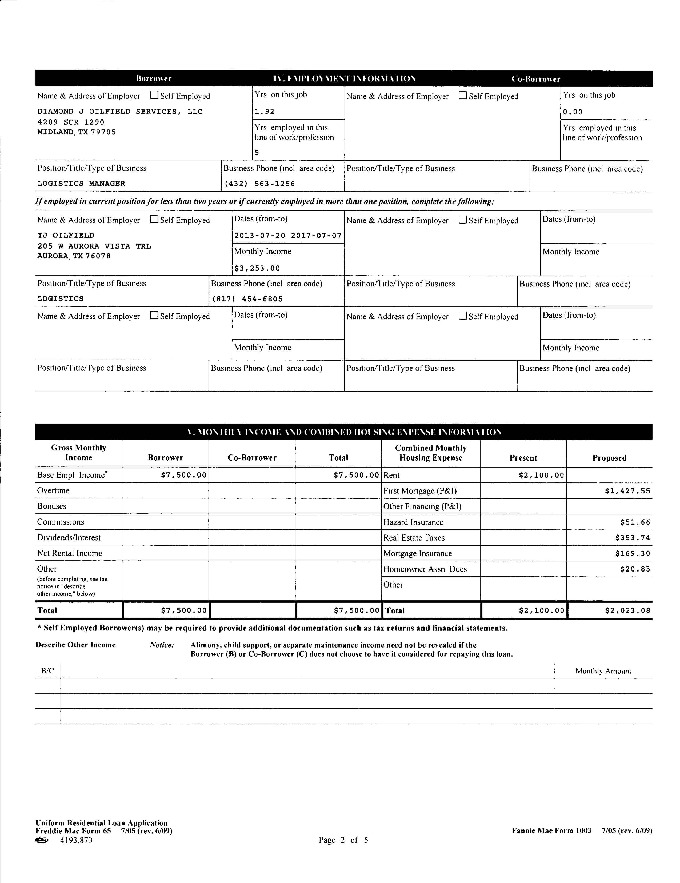 Borrower IV. EMPLOYMENT INFORMATION Co-Borrower
Name & Address of Employer ☐ Self Employed Yrs. on this job Name & Address of Employer ☐ Self Employed Yrs. on this job
DIAMOND J OILFIELD SERVICES, LLC 1.92 0.00
4209 SCR 1290
MIDLAND, TX 79705 Yrs. employed in this line of work/profession Yrs. employed in this line of work/profession
5
Position/Title/Type of Business Business Phone (incl. area code) Position/Title/Type of Business Business Phone (incl. area code)
LOGISTICS MANAGER (432) 563-1256
If employed in current position for less than two years or if currently employed in more than one position, complete the following:
Name & Address of Employer ☐ Self Employed Dates (from-to) Name & Address of Employer ☐ Self Employed Dates (from-to)
TJ OILFIELD 2013-07-20 2017-07-07
205 W AURORA VISTA TRL
AURORA, TX 76078 Monthly Income Monthly Income
$3,253.00
Position/Title/Type of Business Business Phone (incl. area code) Position/Title/Type of Business Business Phone (incl. area code)
LOGISTICS (817) 454-6805
Name & Address of Employer ☐ Self Employed Dates (from-to) Name & Address of Employer ☐ Self Employed Dates (from-to)
Monthly Income Monthly Income
Position/Title/Type of Business Business Phone (incl. area code) Position/Title/Type of Business Business Phone (incl. area code)
V. MONTHLY INCOME AND COMBINED HOUSING EXPENSE INFORMATION
Gross Monthly Income Borrower Co-Borrower Total Combined Monthly Housing Expense Present Proposed
Base Empl. Income* $7,500.00 $7,500.00 Rent $2,100.00
Overtime First Mortgage (P&I) $1,427.55
Bonuses Other Financing (P&I)
Commissions Hazard Insurance $51.66
Dividends/Interest Real Estate Taxes
Net Rental Income Mortgage Insurance
Other Homeowner Assn. Dues $20.83
(before completing, see the notice in "describe other income," below) Other
Total $7,500.00 $7,500.00 Total $2,100.00
* Self Employed Borrower(s) may be required to provide additional documentation such as tax returns and financial statements.
Describe Other Income Notice: Alimony, child support, or separate maintenance income need not be revealed if the
Borrower (B) or Co-Borrower (C) does not choose to have it considered for repaying this loan.
B/C Monthly Amount
Uniform Residential Loan Application
Freddie Mac Form 65 7/05 (rev. 6/09) Fannie Mae Form 1003 7/05 (rev. 6/09)
4193.870 Page 2 of 5